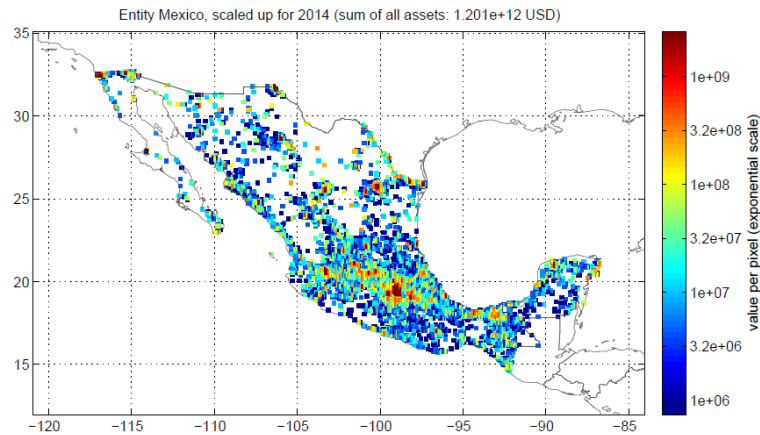 Entity Mexico, scaled up for 2014 (sum of all assets: 1.201e+12 USD)
35
30
25
20
15
−120
−115
−110
−105
−100
−95
−90
−85
1e+09
3.2e+08
1e+08
3.2e+07
1e+07
3.2e+06
1e+06
value per pixel (exponential scale)